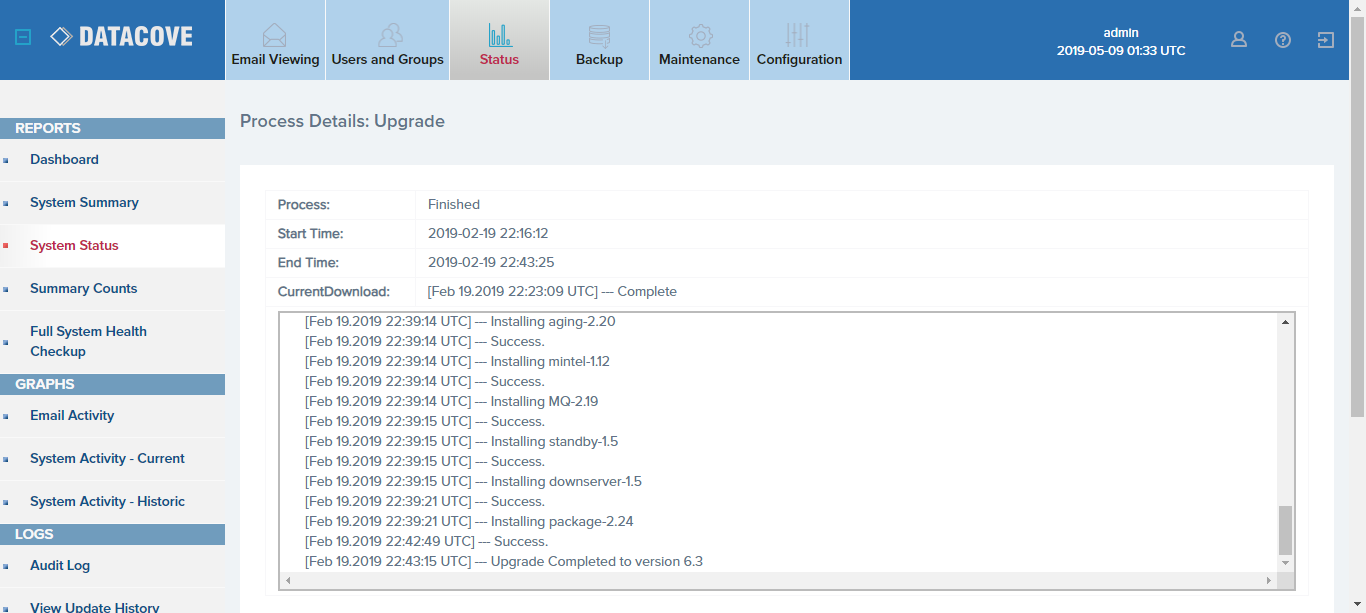 DATACOVE
Email Viewing
Users and Groups
Status
Backup
Maintenance
Configuration
admin
2019-05-09 01:33 UTC
REPORTS
Dashboard
System Summary
System Status
Summary Counts
Full System Health
Checkup
GRAPHS
Email Activity
System Activity - Current
System Activity - Historic
LOGS
Audit Log
View Update History
Process Details: Upgrade
Process: Finished
Start Time: 2019-02-19 22:16:12
End Time: 2019-02-19 22:43:25
CurrentDownload: [Feb 19.2019 22:23:09 UTC] --- Complete
[Feb 19.2019 22:39:14 UTC] --- Installing aging-2.20
[Feb 19.2019 22:39:14 UTC] --- Success.
[Feb 19.2019 22:39:14 UTC] --- Installing mintel-1.12
[Feb 19.2019 22:39:14 UTC] --- Success.
[Feb 19.2019 22:39:14 UTC] --- Installing MQ-2.19
[Feb 19.2019 22:39:15 UTC] --- Success.
[Feb 19.2019 22:39:15 UTC] --- Installing standby-1.5
[Feb 19.2019 22:39:15 UTC] --- Success.
[Feb 19.2019 22:39:15 UTC] --- Installing downserver-1.5
[Feb 19.2019 22:39:21 UTC] --- Success.
[Feb 19.2019 22:39:21 UTC] --- Installing package-2.24
[Feb 19.2019 22:42:49 UTC] --- Success.
[Feb 19.2019 22:43:15 UTC] --- Upgrade Completed to version 6.3